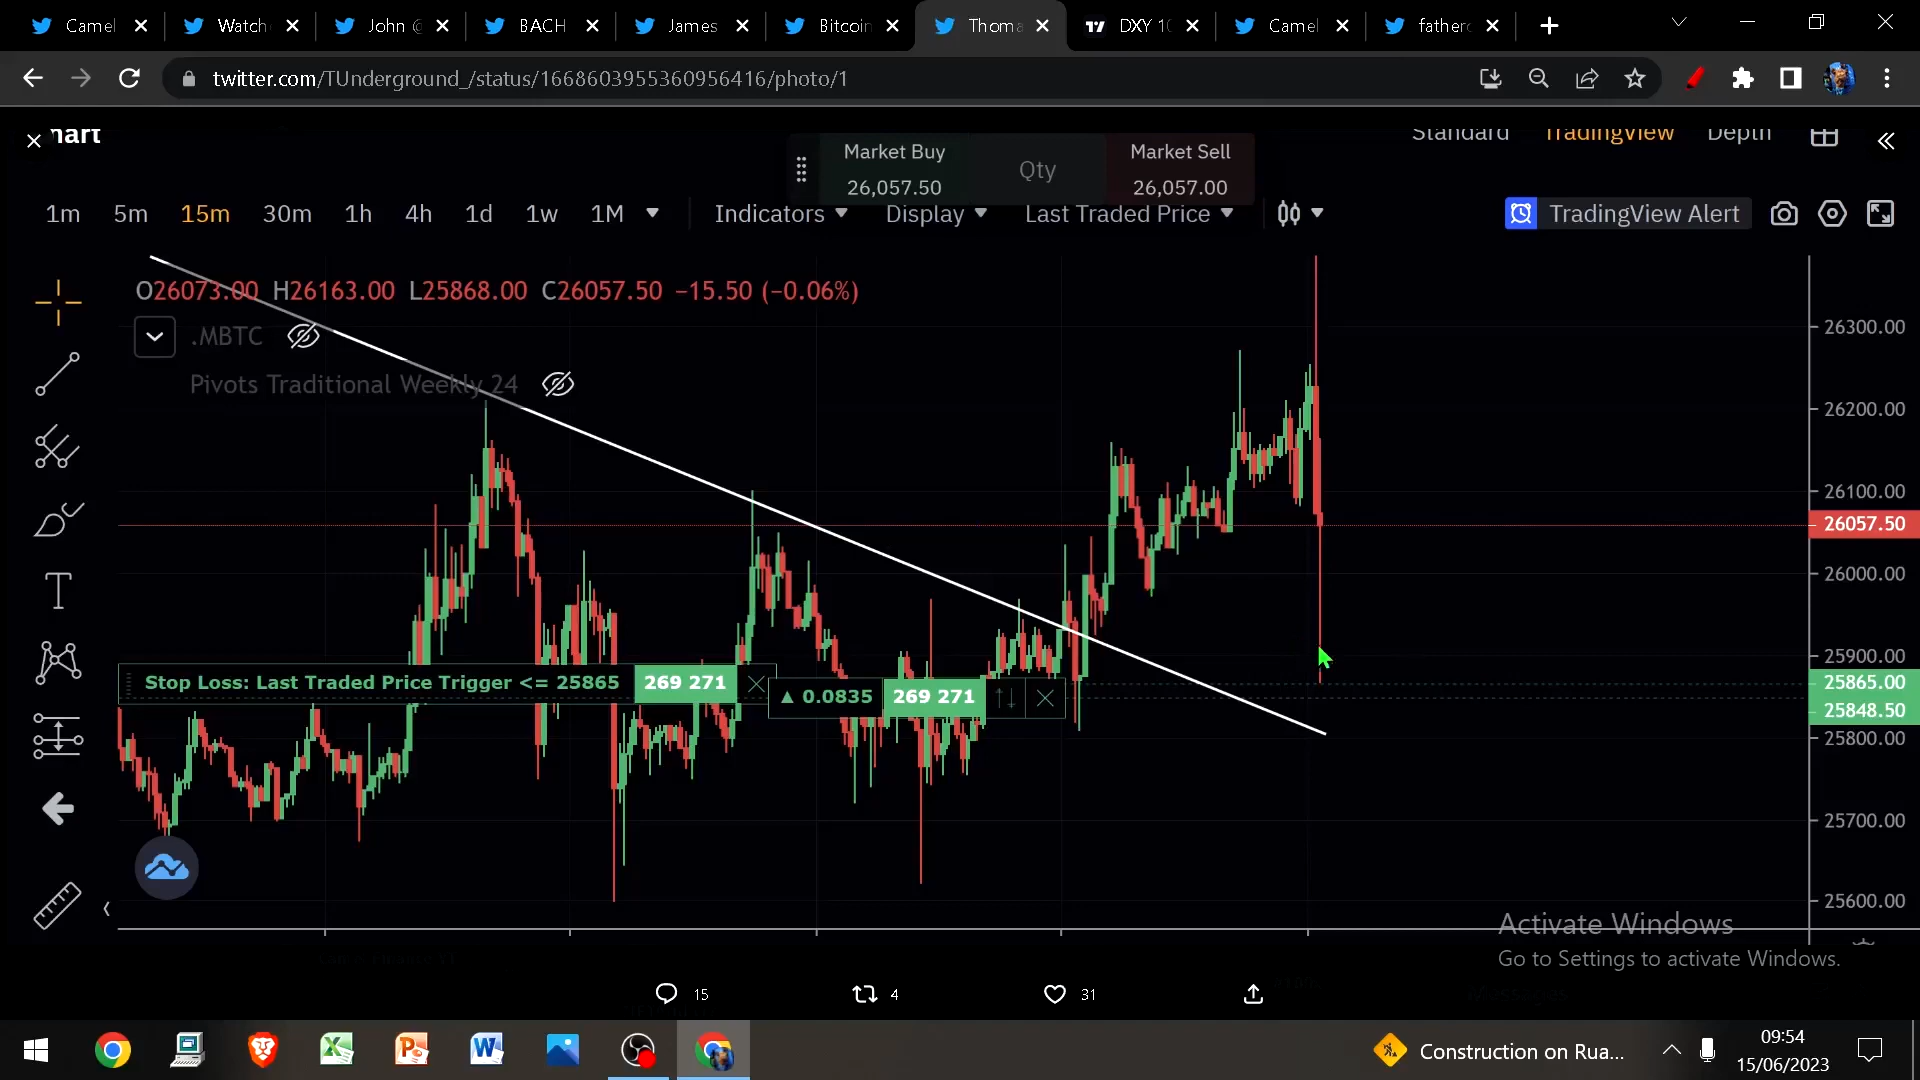 Camel
Watch
John @
BACH
James
Bitcoin
Thoma
DXY 10
Camel
fatherc
twitter.com/TUnderground_/status/1668603955360956416/photo/1
hart
Standard TradingView Depth
Market Buy Qty Market Sell
26,057.50 26,057.00
1m 5m 15m 30m 1h 4h 1d 1w 1M Indicators Display Last Traded Price TradingView Alert
O26073.00 H26163.00 L25868.00 C26057.50 −15.50 (−0.06%)
.MBTC
Pivots Traditional Weekly 24
26300.00
26200.00
26100.00
26057.50
26000.00
25900.00
Stop Loss: Last Traded Price Trigger <= 25865 269 271
▲ 0.0835 269 271
25865.00
25848.50
25800.00
25700.00
25600.00
Activate Windows
Go to Settings to activate Windows.
15 4 31
Construction on Rua...
09:54
15/06/2023